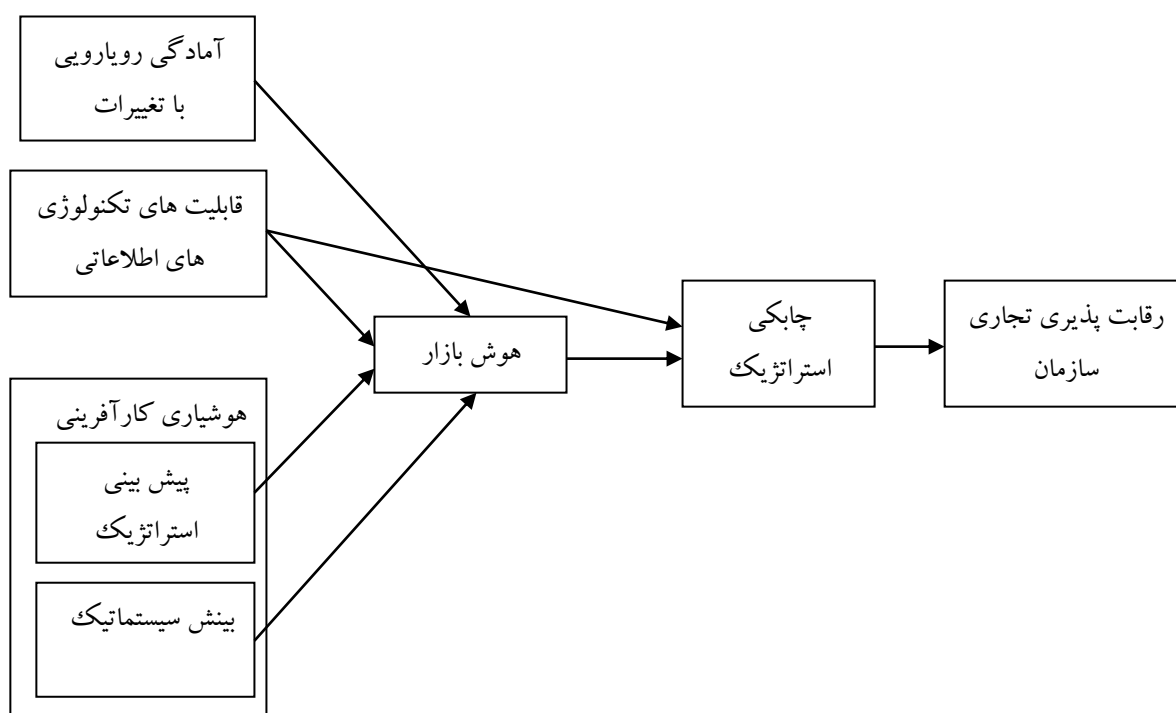 آمادگی رویارویی
با تغییرات
قابلیت های تکنولوژی
های اطلاعاتی
هوش بازار
چابکی
استراتژیک
رقابت پذیری تجاری
سازمان
هوشیاری کارآفرینی
پیش بینی
استراتژیک
بینش سیستماتیک